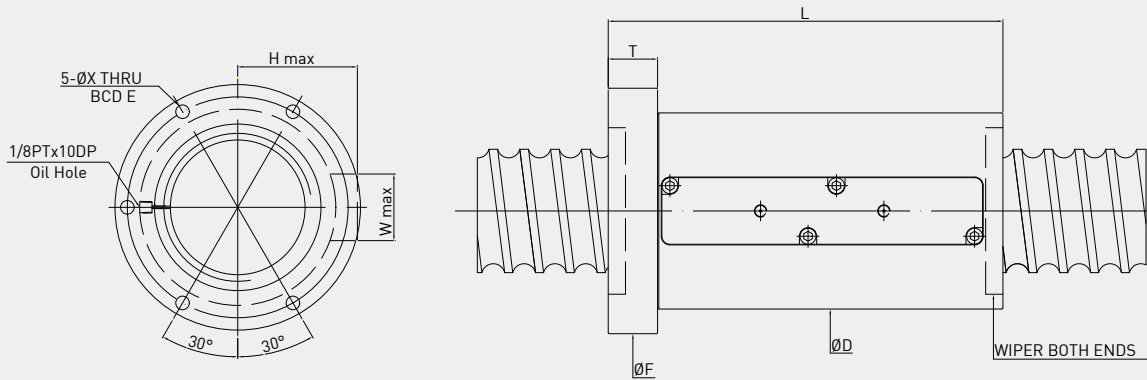 H max
5-ØX THRU
BCD E
1/8PTx10DP
Oil Hole
W max
30°
30°
L
T
ØF
ØD
WIPER BOTH ENDS